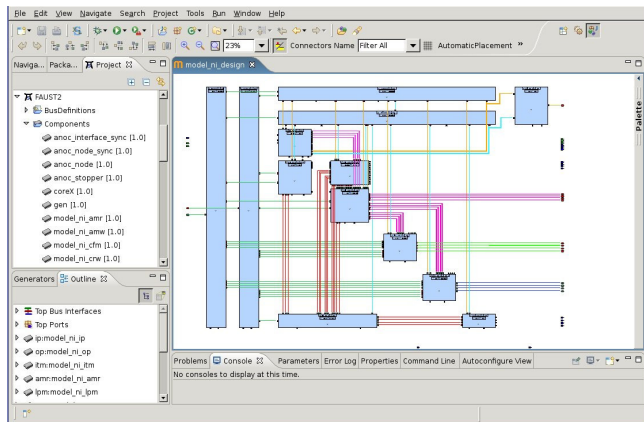 File Edit View Navigate Search Project Tools Run Window Help
23% Connectors Name Filter All AutomaticPlacement »
Naviga... Packa... Project
model_ni_design
Palette
FAUST2
BusDefinitions
Components
anoc_interface_sync [1.0]
anoc_node_sync [1.0]
anoc_node [1.0]
anoc_stopper [1.0]
coreX [1.0]
gen [1.0]
model_ni_amr [1.0]
model_ni_amw [1.0]
model_ni_cfm [1.0]
model_ni_crw [1.0]
Generators Outline
Top Bus Interfaces
Top Ports
ip:model_ni_ip
op:model_ni_op
itm:model_ni_itm
amr:model_ni_amr
lpm:model_ni_lpm
Problems Console Parameters Error Log Properties Command Line Autoconfigure View
No consoles to display at this time.